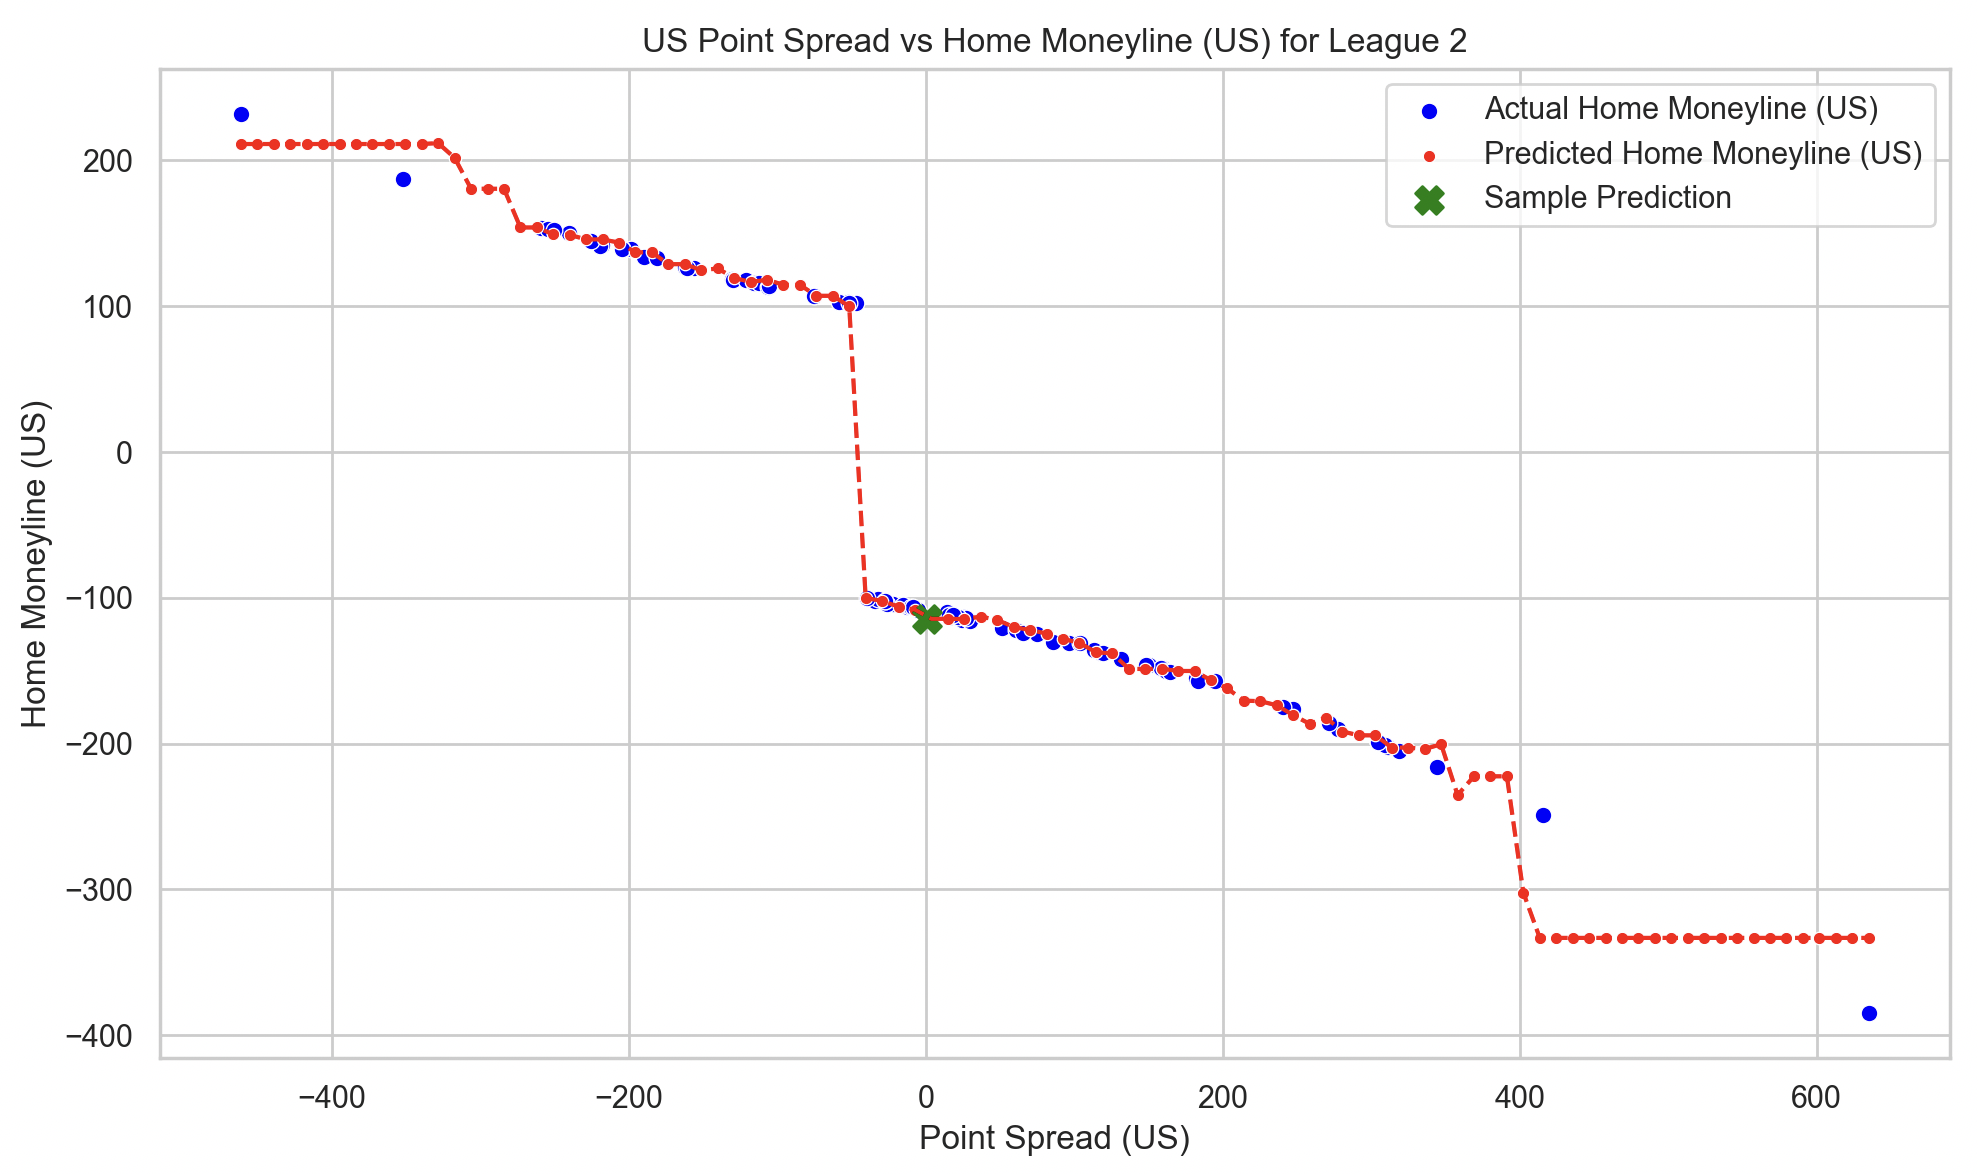 US Point Spread vs Home Moneyline (US) for League 2
Actual Home Moneyline (US)
Predicted Home Moneyline (US)
Sample Prediction
Home Moneyline (US)
200
100
0
−100
−200
−300
−400
−400
−200
0
200
400
600
Point Spread (US)